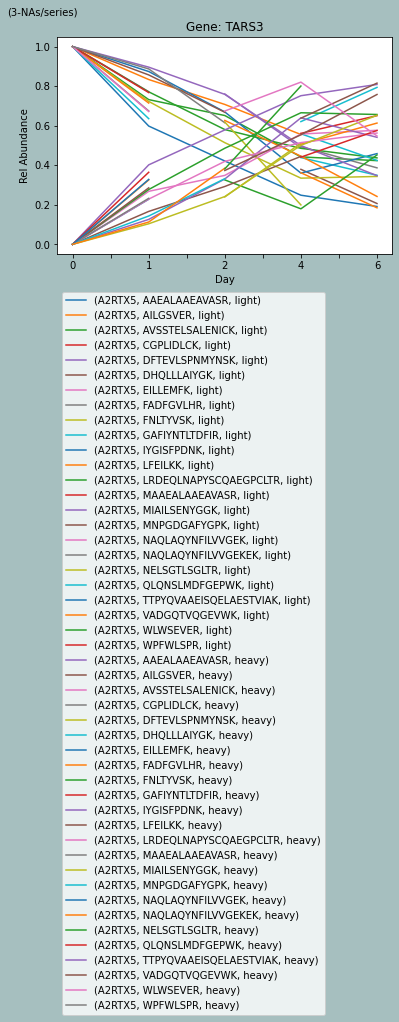 (3-NAs/series)
Gene: TARS3
1.0
0.8
0.6
0.4
0.2
0.0
Rel Abundance
0 1 2 4 6
Day
(A2RTX5, AAEALAAEAVASR, light)
(A2RTX5, AILGSVER, light)
(A2RTX5, AVSSTELSALENICK, light)
(A2RTX5, CGPLIDLCK, light)
(A2RTX5, DFTEVLSPNMYNSK, light)
(A2RTX5, DHQLLLAIYGK, light)
(A2RTX5, EILLEMFK, light)
(A2RTX5, FADFGVLHR, light)
(A2RTX5, FNLTYVSK, light)
(A2RTX5, GAFIYNTLTDFIR, light)
(A2RTX5, IYGISFPDNK, light)
(A2RTX5, LFEILKK, light)
(A2RTX5, LRDEQLNAPYSCQAEGPCLTR, light)
(A2RTX5, MAAEALAAEAVASR, light)
(A2RTX5, MIAILSENYGGK, light)
(A2RTX5, MNPGDGAFYGPK, light)
(A2RTX5, NAQLAQYNFILVVGEK, light)
(A2RTX5, NAQLAQYNFILVVGEKEK, light)
(A2RTX5, NELSGTLSGLTR, light)
(A2RTX5, QLQNSLMDFGEPWK, light)
(A2RTX5, TTPYQVAAEISQELAESTVIAK, light)
(A2RTX5, VADGQTVQGEVWK, light)
(A2RTX5, WLWSEVER, light)
(A2RTX5, WPFWLSPR, light)
(A2RTX5, AAEALAAEAVASR, heavy)
(A2RTX5, AILGSVER, heavy)
(A2RTX5, AVSSTELSALENICK, heavy)
(A2RTX5, CGPLIDLCK, heavy)
(A2RTX5, DFTEVLSPNMYNSK, heavy)
(A2RTX5, DHQLLLAIYGK, heavy)
(A2RTX5, EILLEMFK, heavy)
(A2RTX5, FADFGVLHR, heavy)
(A2RTX5, FNLTYVSK, heavy)
(A2RTX5, GAFIYNTLTDFIR, heavy)
(A2RTX5, IYGISFPDNK, heavy)
(A2RTX5, LFEILKK, heavy)
(A2RTX5, LRDEQLNAPYSCQAEGPCLTR, heavy)
(A2RTX5, MAAEALAAEAVASR, heavy)
(A2RTX5, MIAILSENYGGK, heavy)
(A2RTX5, MNPGDGAFYGPK, heavy)
(A2RTX5, NAQLAQYNFILVVGEK, heavy)
(A2RTX5, NAQLAQYNFILVVGEKEK, heavy)
(A2RTX5, NELSGTLSGLTR, heavy)
(A2RTX5, QLQNSLMDFGEPWK, heavy)
(A2RTX5, TTPYQVAAEISQELAESTVIAK, heavy)
(A2RTX5, VADGQTVQGEVWK, heavy)
(A2RTX5, WLWSEVER, heavy)
(A2RTX5, WPFWLSPR, heavy)